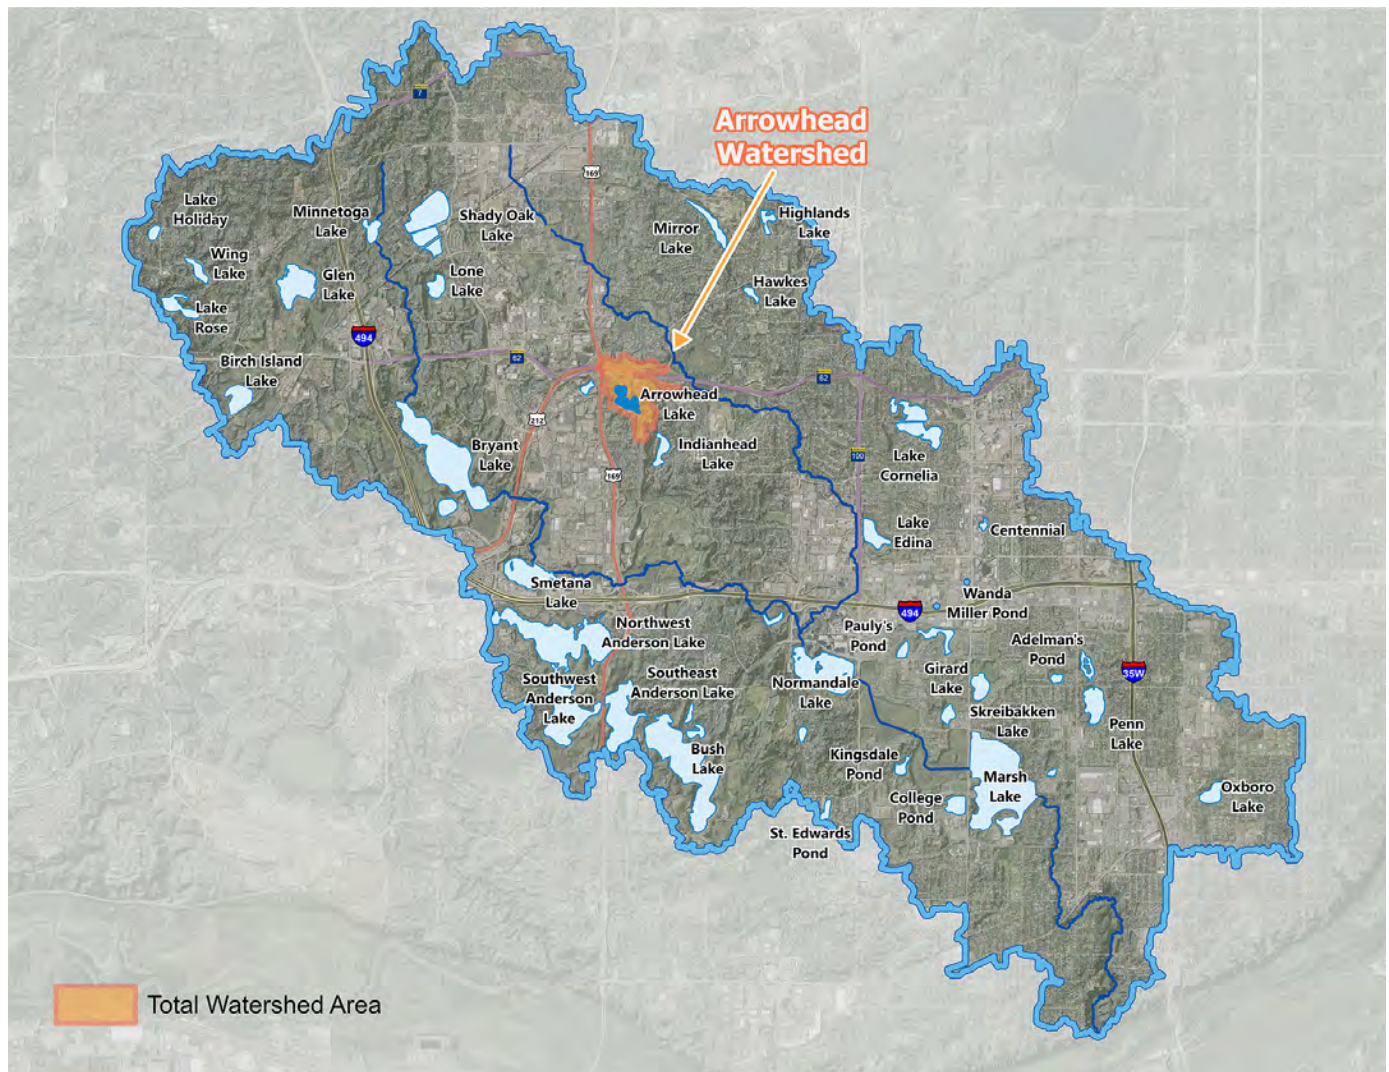 7
Arrowhead
Watershed
169
Lake
Holiday
Minnetoga
Lake
Shady Oak
Lake
Mirror
Lake
Highlands
Lake
Wing
Lake
Glen
Lake
Lone
Lake
Hawkes
Lake
Lake
Rose
494
Birch Island
Lake
62
62
Arrowhead
Lake
212
Bryant
Lake
Indianhead
Lake
169
100
Lake
Cornelia
Lake
Edina
Centennial
Smetana
Lake
494
Wanda
Miller Pond
Northwest
Anderson Lake
Pauly's
Pond
Adelman's
Pond
Southwest
Anderson
Lake
Southeast
Anderson Lake
Normandale
Lake
Girard
Lake
35W
Skreibakken
Lake
Penn
Lake
Bush
Lake
Kingsdale
Pond
Marsh
Lake
College
Pond
Oxboro
Lake
St. Edwards
Pond
Total Watershed Area